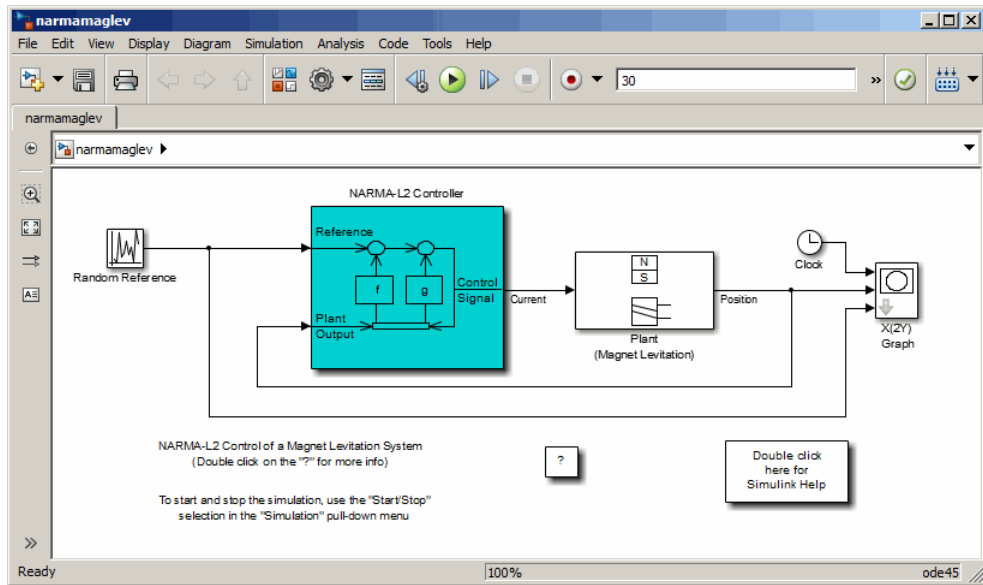 narmamaglev
File Edit View Display Diagram Simulation Analysis Code Tools Help
30
»
narmamaglev
narmamaglev
NARMA-L2 Controller
Reference
f
g
Control
Signal
Plant
Output
Random Reference
Current
N
S
Plant
(Magnet Levitation)
Position
Clock
X(2Y)
Graph
NARMA-L2 Control of a Magnet Levitation System
(Double click on the "?" for more info)
?
Double click
here for
Simulink Help
To start and stop the simulation, use the "Start/Stop"
selection in the "Simulation" pull-down menu
»
Ready
100%
ode45